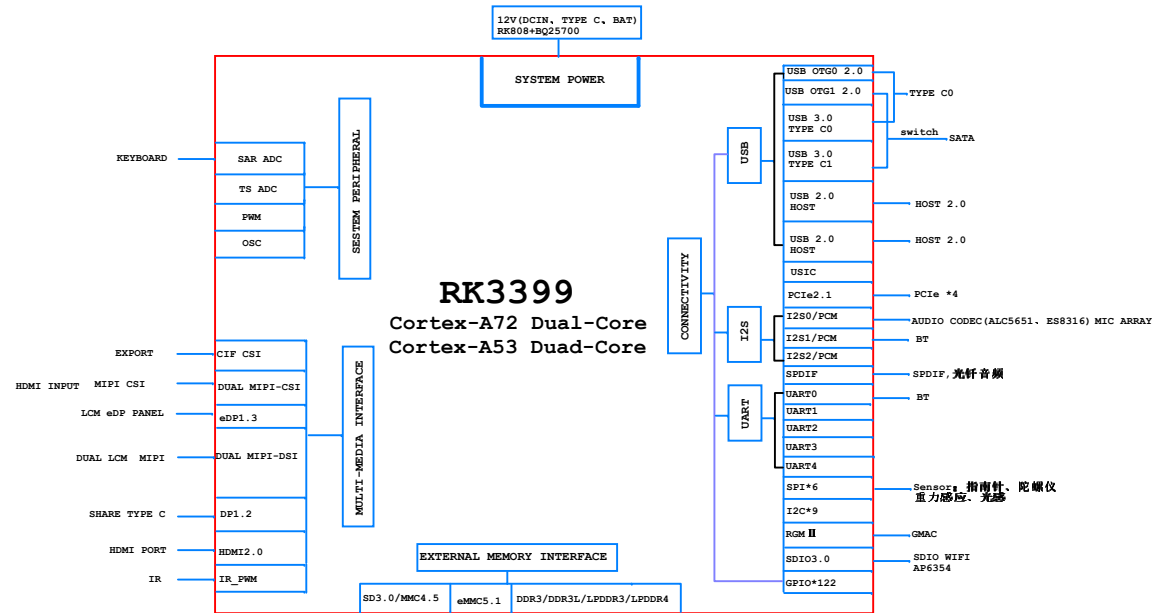 12V(DCIN、TYPE C、BAT)
RK808+BQ25700
SYSTEM POWER
KEYBOARD
SAR ADC
TS ADC
PWM
OSC
SESTEM PERIPHERAL
RK3399
Cortex-A72 Dual-Core
Cortex-A53 Duad-Core
EXPORT
CIF CSI
HDMI INPUT MIPI CSI
DUAL MIPI-CSI
LCM eDP PANEL
eDP1.3
DUAL LCM MIPI
DUAL MIPI-DSI
SHARE TYPE C
DP1.2
HDMI PORT
HDMI2.0
IR
IR_PWM
MULTI-MEDIA INTERFACE
EXTERNAL MEMORY INTERFACE
SD3.0/MMC4.5
eMMC5.1
DDR3/DDR3L/LPDDR3/LPDDR4
CONNECTIVITY
USB
I2S
UART
USB OTG0 2.0
USB OTG1 2.0
USB 3.0
TYPE C0
USB 3.0
TYPE C1
USB 2.0
HOST
USB 2.0
HOST
USIC
PCIe2.1
I2S0/PCM
I2S1/PCM
I2S2/PCM
SPDIF
UART0
UART1
UART2
UART3
UART4
SPI*6
I2C*9
RGMⅡ
SDIO3.0
GPIO*122
TYPE C0
switch
SATA
HOST 2.0
HOST 2.0
PCIe *4
AUDIO CODEC(ALC5651、ES8316) MIC ARRAY
BT
SPDIF,光钎音频
BT
Sensor：指南针、陀螺仪
重力感应、光感
GMAC
SDIO WIFI
AP6354